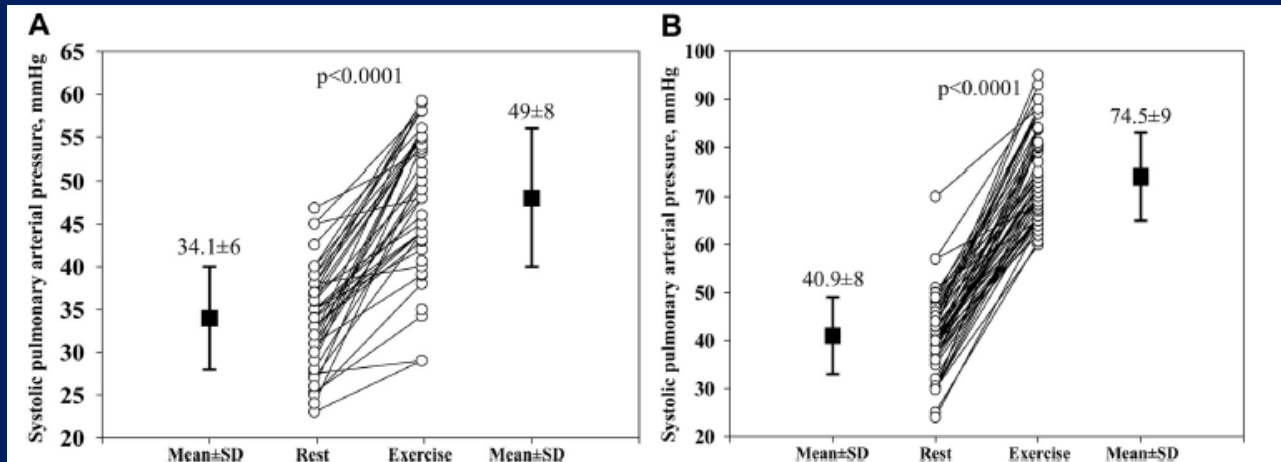 A
Systolic pulmonary arterial pressure, mmHg
65
60
55
50
45
40
35
30
25
20
p<0.0001
34.1±6
49±8
Mean±SD Rest Exercise Mean±SD
B
Systolic pulmonary arterial pressure, mmHg
100
90
80
70
60
50
40
30
20
p<0.0001
40.9±8
74.5±9
Mean±SD Rest Exercise Mean±SD